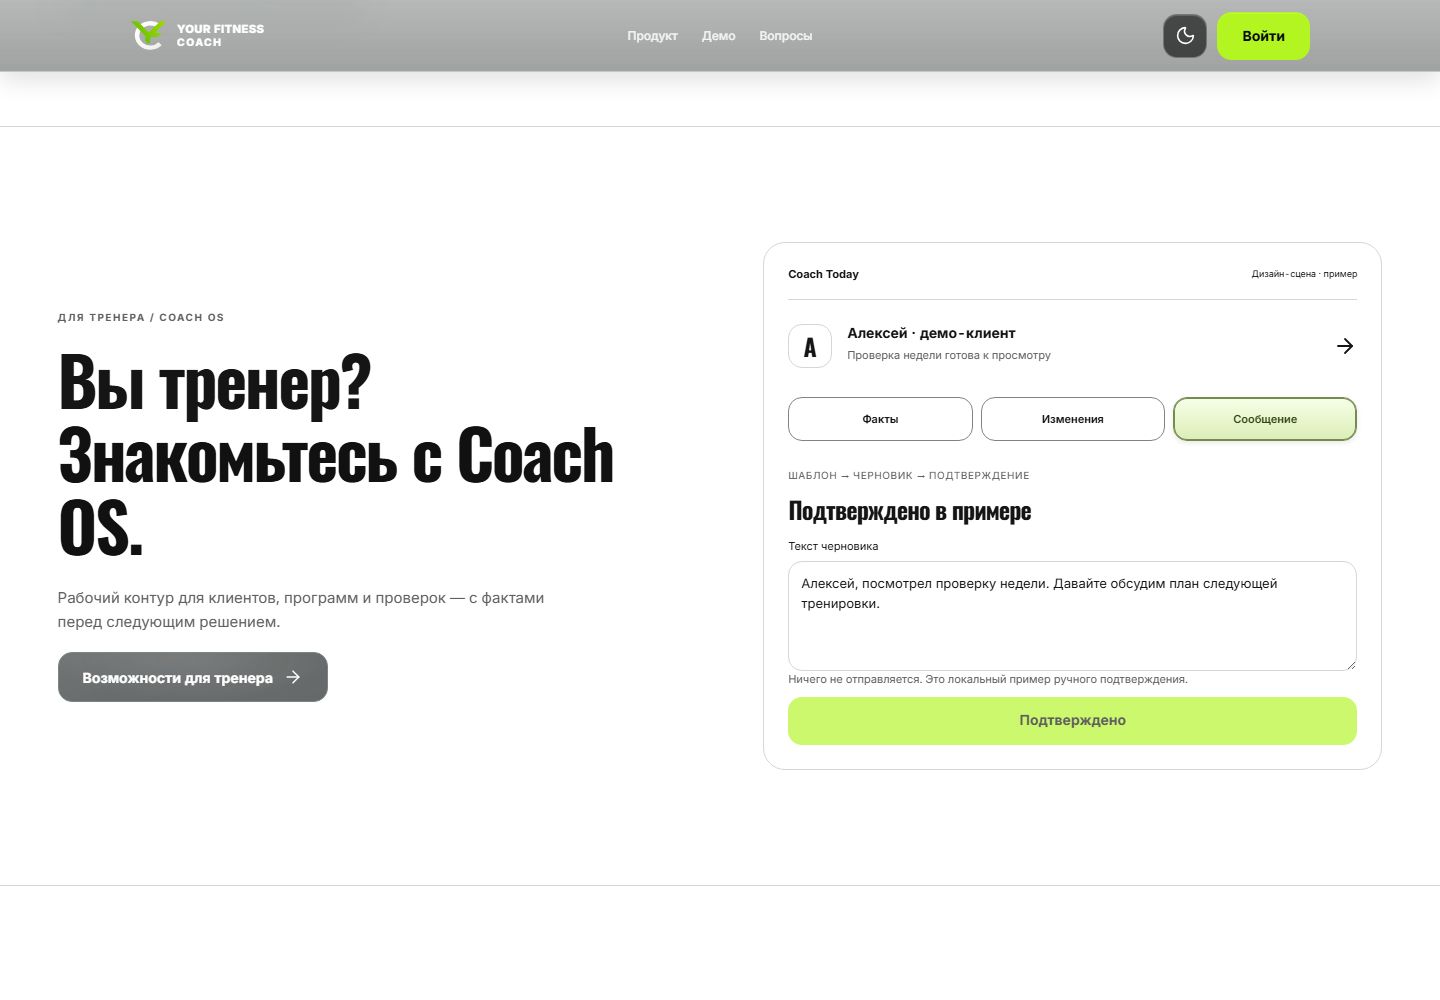 YOUR FITNESS
COACH
Продукт Демо Вопросы
Войти
ДЛЯ ТРЕНЕРА / COACH OS
Вы тренер?
Знакомьтесь с Coach
OS.
Рабочий контур для клиентов, программ и проверок — с фактами
перед следующим решением.
Возможности для тренера →
Coach Today
Дизайн-сцена · пример
А
Алексей · демо-клиент
Проверка недели готова к просмотру
Факты
Изменения
Сообщение
ШАБЛОН → ЧЕРНОВИК → ПОДТВЕРЖДЕНИЕ
Подтверждено в примере
Текст черновика
Алексей, посмотрел проверку недели. Давайте обсудим план следующей
тренировки.
Ничего не отправляется. Это локальный пример ручного подтверждения.
Подтверждено